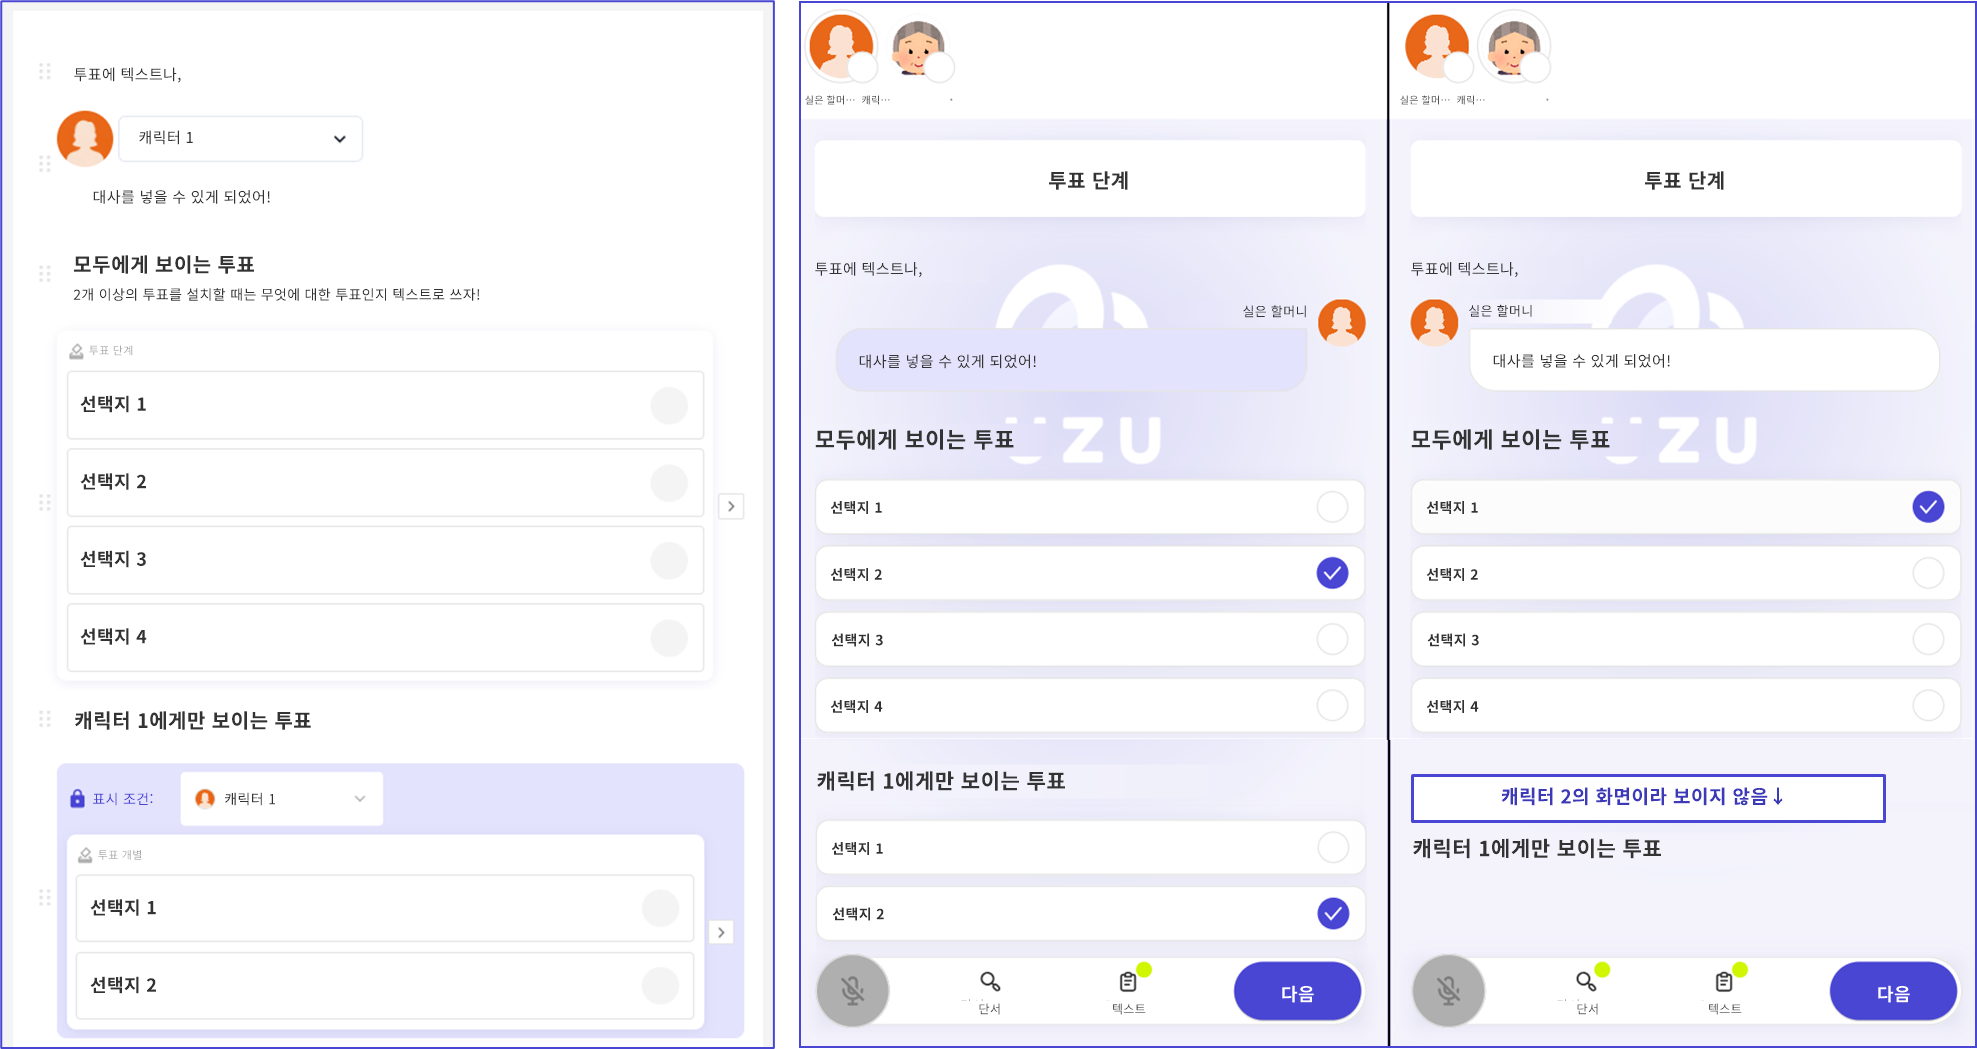 투표에 텍스트나,
캐릭터 1
대사를 넣을 수 있게 되었어!
모두에게 보이는 투표
2개 이상의 투표를 설치할 때는 무엇에 대한 투표인지 텍스트로 쓰자!
투표 단계
선택지 1
선택지 2
선택지 3
선택지 4
캐릭터 1에게만 보이는 투표
표시 조건:
캐릭터 1
투표 개별
선택지 1
선택지 2
실은 할머… 캐릭…
투표 단계
투표에 텍스트나,
실은 할머니
대사를 넣을 수 있게 되었어!
UZU
모두에게 보이는 투표
선택지 1
선택지 2
선택지 3
선택지 4
캐릭터 1에게만 보이는 투표
선택지 1
선택지 2
단서
텍스트
다음
실은 할머… 캐릭…
투표 단계
투표에 텍스트나,
실은 할머니
대사를 넣을 수 있게 되었어!
UZU
모두에게 보이는 투표
선택지 1
선택지 2
선택지 3
선택지 4
캐릭터 2의 화면이라 보이지 않음↓
캐릭터 1에게만 보이는 투표
단서
텍스트
다음